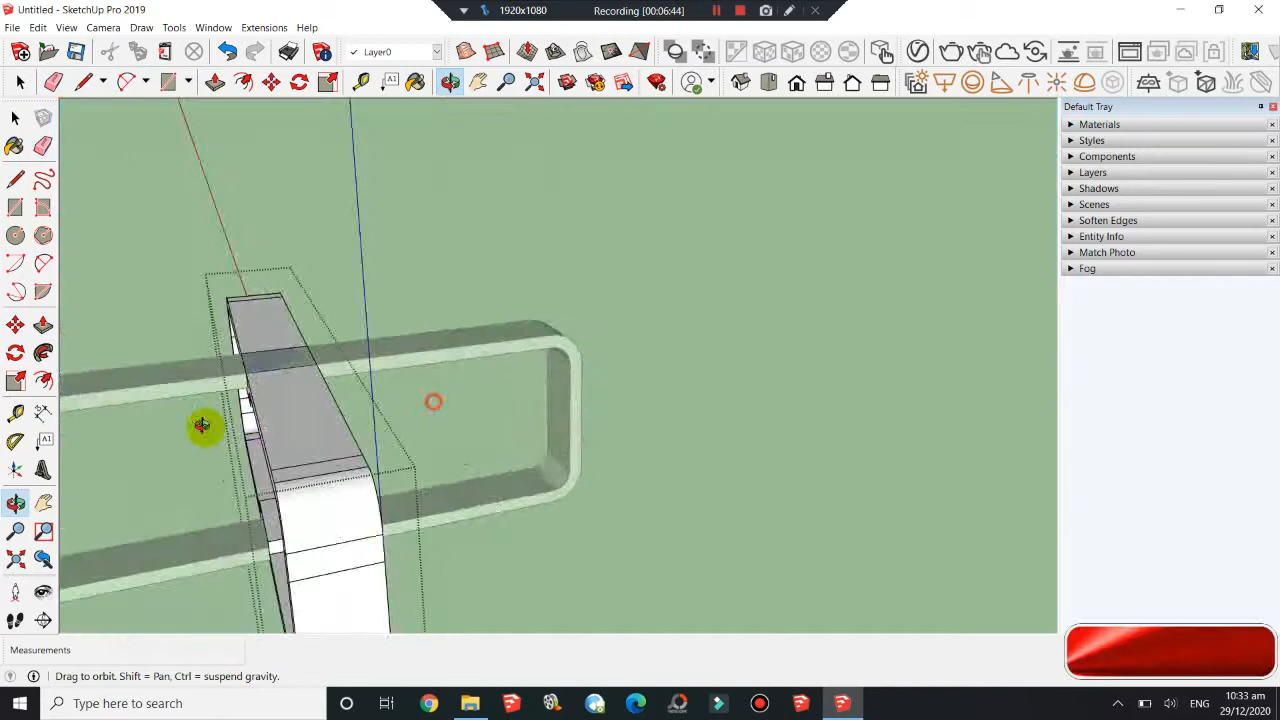 Untitled - SketchUp Pro 2019
1920x1080
Recording [00:06:44]
File Edit View Camera Draw Tools Window Extensions Help
Layer0
A1
Default Tray
Materials
Styles
Components
Layers
Shadows
Scenes
Soften Edges
Entity Info
Match Photo
Fog
A1
Measurements
Drag to orbit. Shift = Pan, Ctrl = suspend gravity.
Type here to search
ENG
10:33 am
29/12/2020